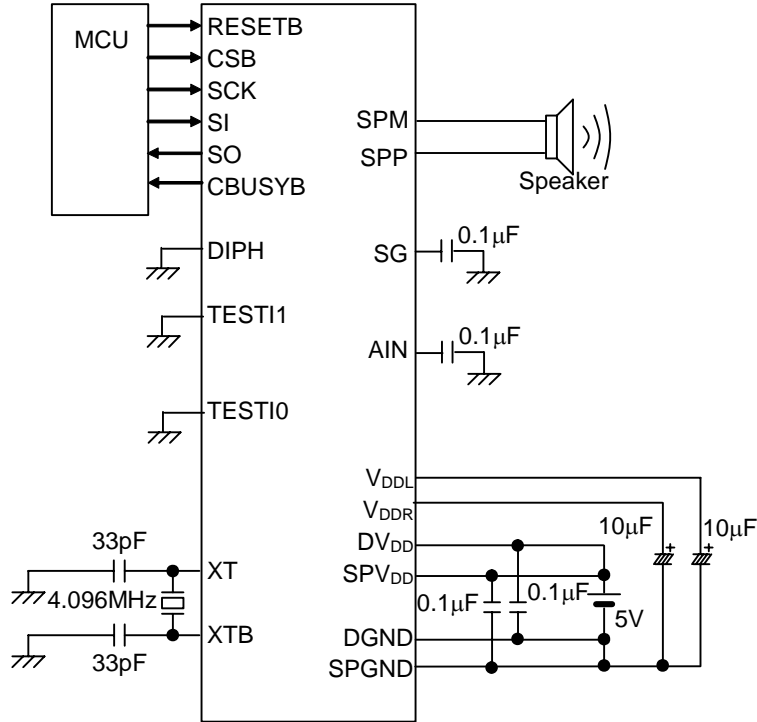 MCU
RESETB
CSB
SCK
SI
SO
CBUSYB
DIPH
TESTI1
TESTI0
33pF
XT
4.096MHz
XTB
33pF
SPM
SPP
Speaker
SG
0.1μF
AIN
0.1μF
VDDL
VDDR
DVDD
SPVDD
10μF
10μF
0.1μF
0.1μF
5V
DGND
SPGND